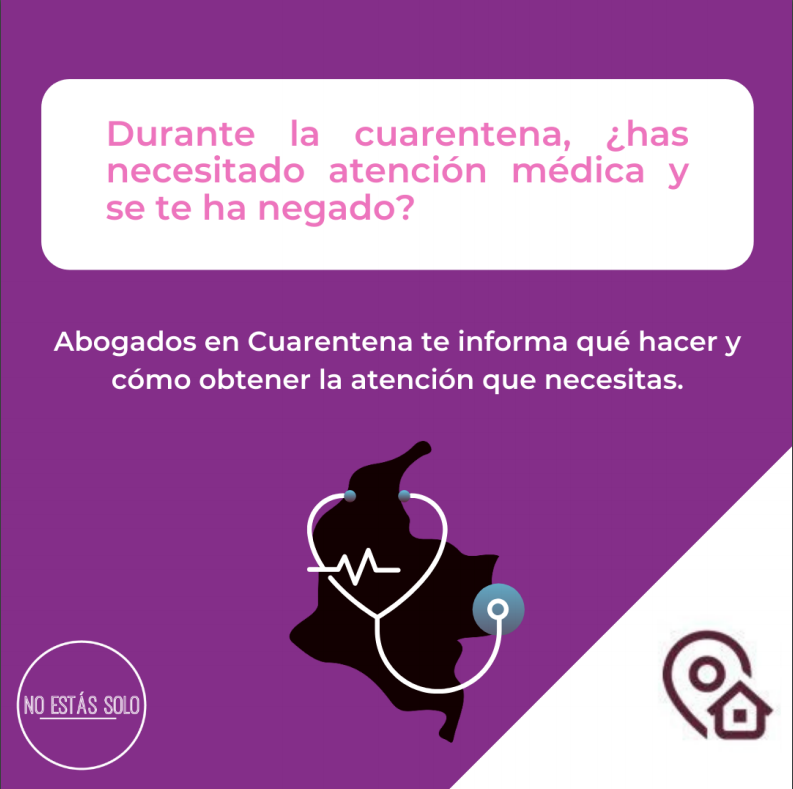 Durante la cuarentena, ¿has
necesitado atención médica y
se te ha negado?
Abogados en Cuarentena te informa qué hacer y
cómo obtener la atención que necesitas.
NO ESTÁS SOLO